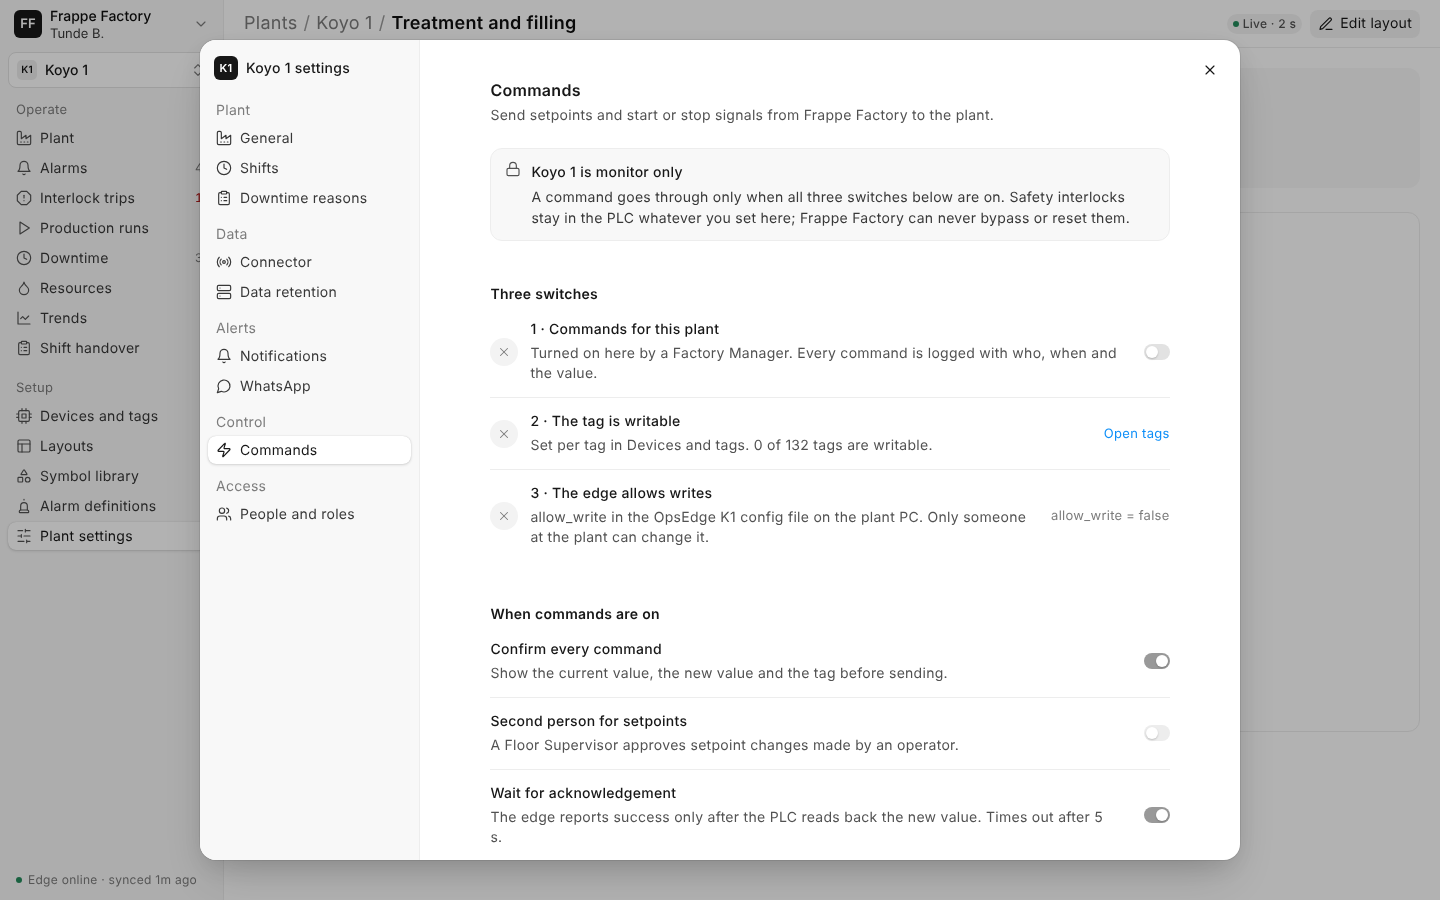 FF
Frappe Factory
Tunde B.
Plants / Koyo 1 / Treatment and filling
Live · 2 s
Edit layout
K1
Koyo 1
Operate
Plant
Alarms
Interlock trips
Production runs
Downtime
Resources
Trends
Shift handover
Setup
Devices and tags
Layouts
Symbol library
Alarm definitions
Plant settings
Edge online · synced 1m ago
K1
Koyo 1 settings
Plant
General
Shifts
Downtime reasons
Data
Connector
Data retention
Alerts
Notifications
WhatsApp
Control
Commands
Access
People and roles
Commands
Send setpoints and start or stop signals from Frappe Factory to the plant.
Koyo 1 is monitor only
A command goes through only when all three switches below are on. Safety interlocks
stay in the PLC whatever you set here; Frappe Factory can never bypass or reset them.
Three switches
1 · Commands for this plant
Turned on here by a Factory Manager. Every command is logged with who, when and
the value.
2 · The tag is writable
Set per tag in Devices and tags. 0 of 132 tags are writable.
Open tags
3 · The edge allows writes
allow_write in the OpsEdge K1 config file on the plant PC. Only someone
at the plant can change it.
allow_write = false
When commands are on
Confirm every command
Show the current value, the new value and the tag before sending.
Second person for setpoints
A Floor Supervisor approves setpoint changes made by an operator.
Wait for acknowledgement
The edge reports success only after the PLC reads back the new value. Times out after 5
s.